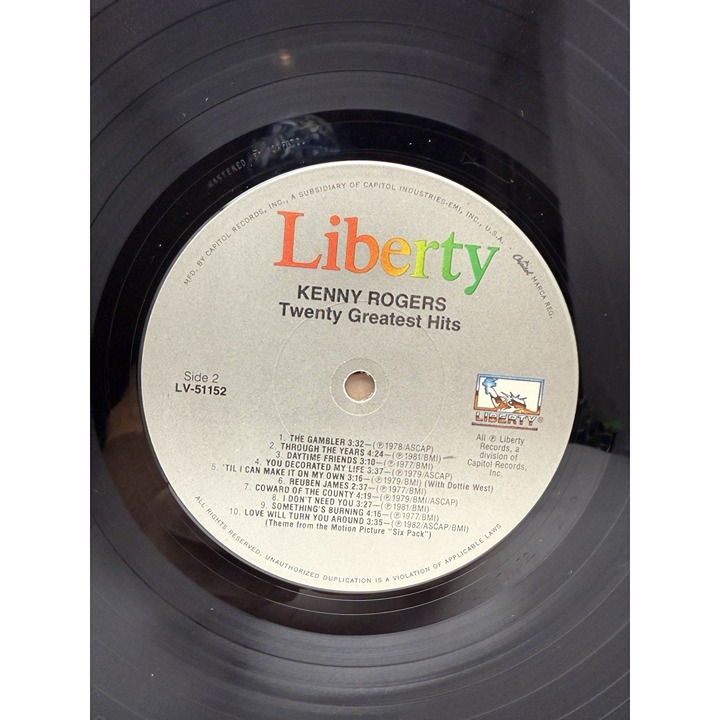 MASTERED BY CAPITOL
MFD. BY CAPITOL RECORDS, INC., A SUBSIDIARY OF CAPITOL INDUSTRIES-EMI, INC., U.S.A. Capitol MARCA REG.
Liberty
KENNY ROGERS
Twenty Greatest Hits
Side 2
LV-51152
LIBERTY®
All ℗ Liberty
Records, a
division of
Capitol Records,
Inc.
1. THE GAMBLER 3:32—(℗1978/ASCAP)
2. THROUGH THE YEARS 4:24—(℗1981/BMI)
3. DAYTIME FRIENDS 3:10—(℗1977/BMI)
4. YOU DECORATED MY LIFE 3:37—(℗1979/ASCAP)
5. 'TIL I CAN MAKE IT ON MY OWN 3:16—(℗1979/BMI) (With Dottie West)
6. REUBEN JAMES 2:37—(℗1977/BMI)
7. COWARD OF THE COUNTY 4:19—(℗1979/BMI/ASCAP)
8. I DON'T NEED YOU 3:27—(℗1981/BMI)
9. SOMETHING'S BURNING 4:16—(℗1977/BMI)
10. LOVE WILL TURN YOU AROUND 3:35—(℗1982/ASCAP/BMI)
(Theme from the Motion Picture "Six Pack")
ALL RIGHTS RESERVED. UNAUTHORIZED DUPLICATION IS A VIOLATION OF APPLICABLE LAWS